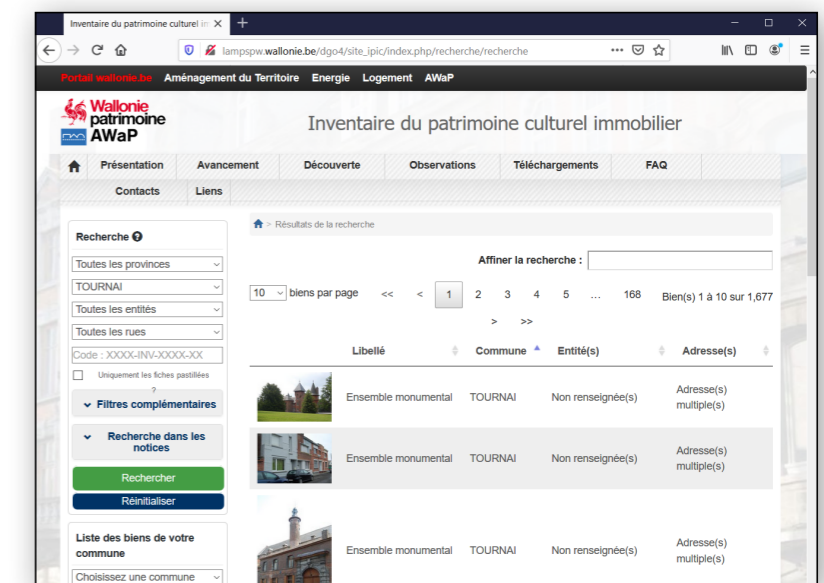 Inventaire du patrimoine culturel im
lampspw.wallonie.be/dgo4/site_ipic/index.php/recherche/recherche
Portail wallonie.be Aménagement du Territoire Energie Logement AWaP
Wallonie
patrimoine
AWaP
Inventaire du patrimoine culturel immobilier
Présentation Avancement Découverte Observations Téléchargements FAQ
Contacts Liens
> Résultats de la recherche
Recherche
Toutes les provinces
TOURNAI
Toutes les entités
Toutes les rues
Code : XXXX-INV-XXXX-XX
Uniquement les fiches pastillées
?
Filtres complémentaires
Recherche dans les
notices
Rechercher
Réinitialiser
Liste des biens de votre
commune
Choisissez une commune
Affiner la recherche :
10 biens par page << < 1 2 3 4 5 ... 168 Bien(s) 1 à 10 sur 1,677
> >>
Libellé Commune Entité(s) Adresse(s)
Ensemble monumental TOURNAI Non renseignée(s) Adresse(s)
multiple(s)
Ensemble monumental TOURNAI Non renseignée(s) Adresse(s)
multiple(s)
Ensemble monumental TOURNAI Non renseignée(s) Adresse(s)
multiple(s)